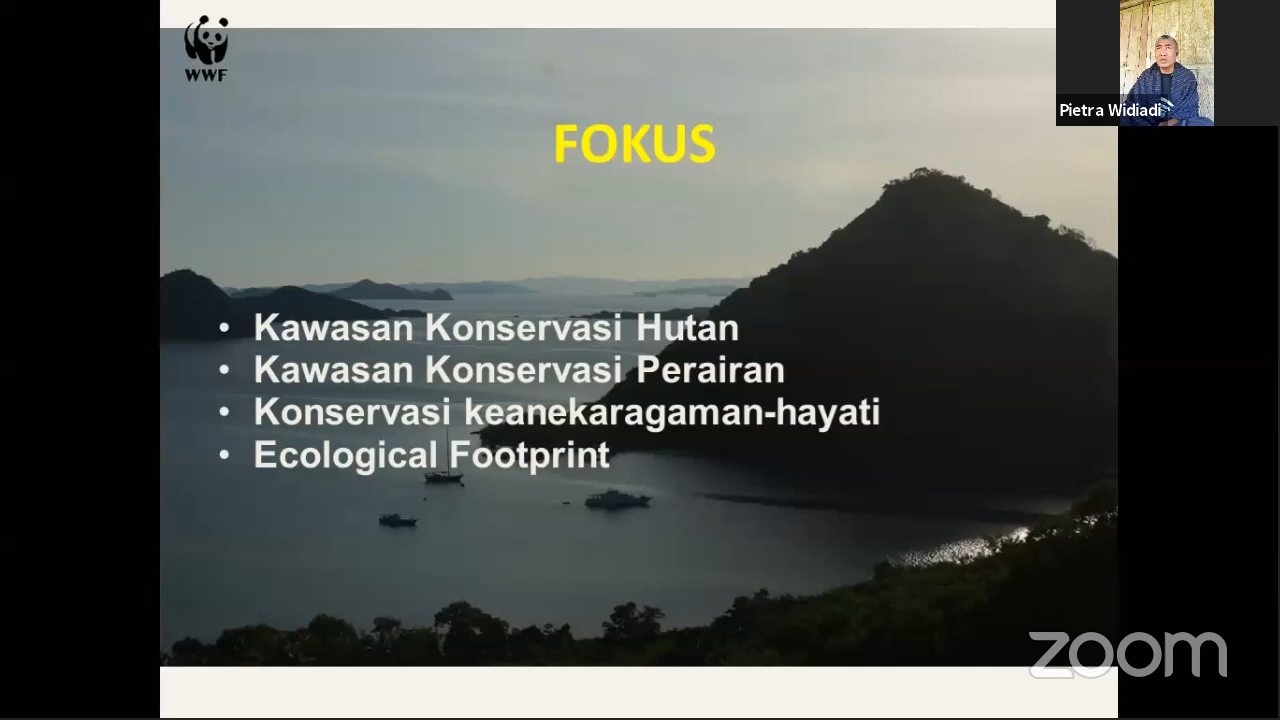 WWF
Pietra Widiadi
FOKUS
• Kawasan Konservasi Hutan
• Kawasan Konservasi Perairan
• Konservasi keanekaragaman-hayati
• Ecological Footprint
zoom